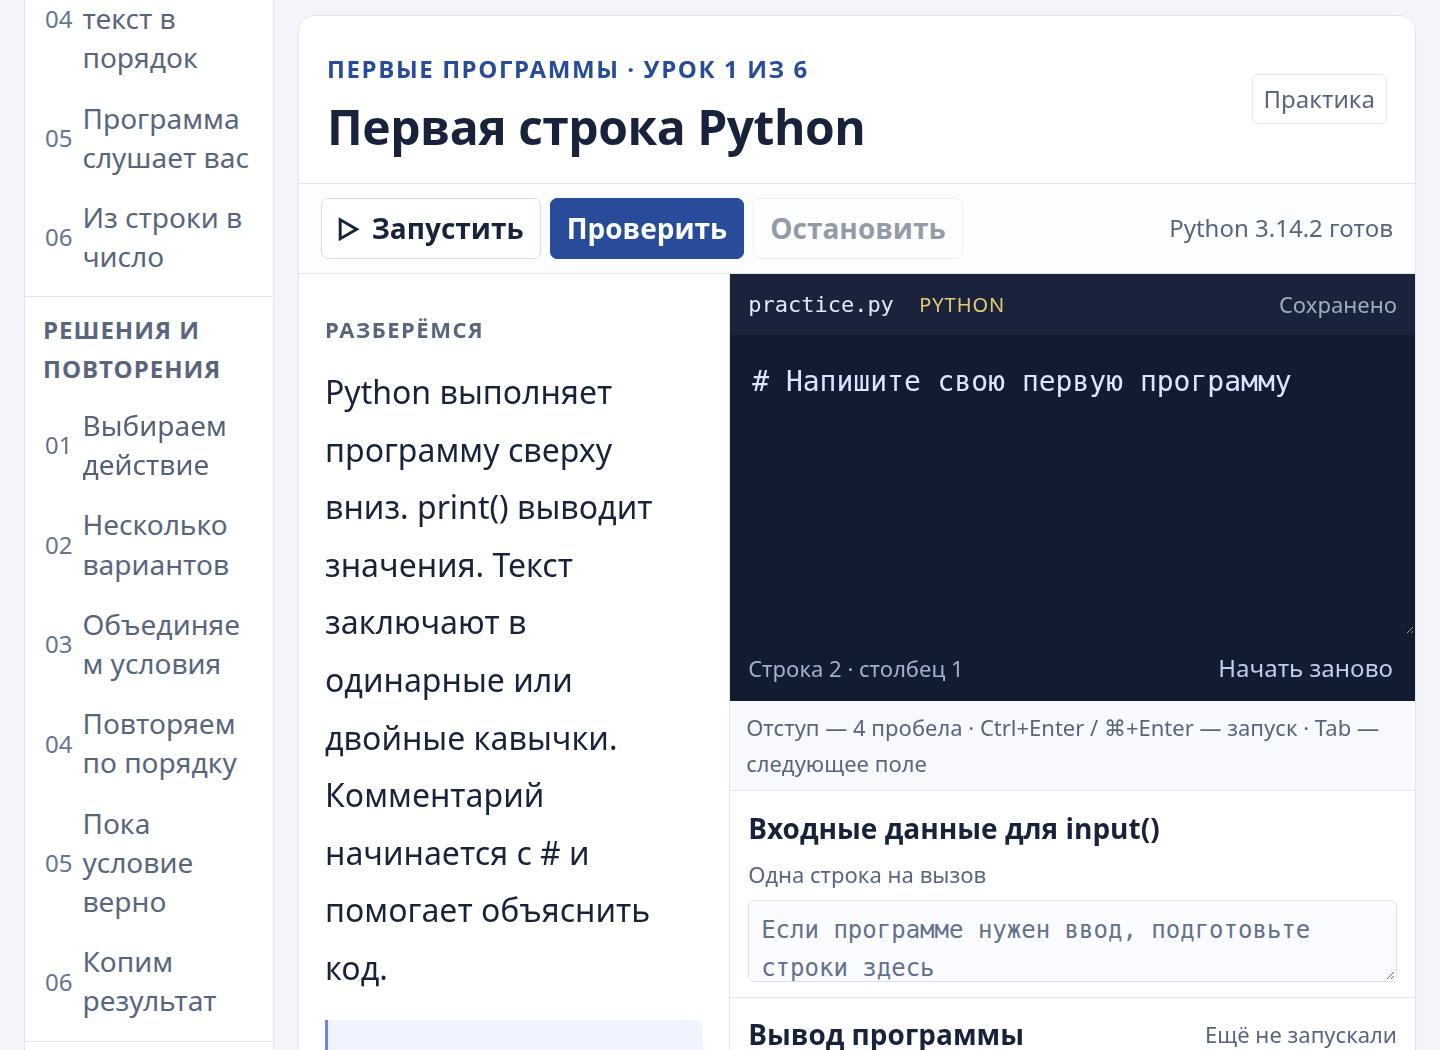 04 текст в
порядок
05 Программа
слушает вас
06 Из строки в
число
РЕШЕНИЯ И
ПОВТОРЕНИЯ
01 Выбираем
действие
02 Несколько
вариантов
03 Объединяе
м условия
04 Повторяем
по порядку
05 Пока
условие
верно
06 Копим
результат
ПЕРВЫЕ ПРОГРАММЫ · УРОК 1 ИЗ 6
Первая строка Python
Практика
Запустить Проверить Остановить Python 3.14.2 готов
РАЗБЕРЁМСЯ
Python выполняет
программу сверху
вниз. print() выводит
значения. Текст
заключают в
одинарные или
двойные кавычки.
Комментарий
начинается с # и
помогает объяснить
код.
practice.py PYTHON Сохранено
# Напишите свою первую программу
Строка 2 · столбец 1 Начать заново
Отступ — 4 пробела · Ctrl+Enter / ⌘+Enter — запуск · Tab —
следующее поле
Входные данные для input()
Одна строка на вызов
Если программе нужен ввод, подготовьте
строки здесь
Вывод программы Ещё не запускали